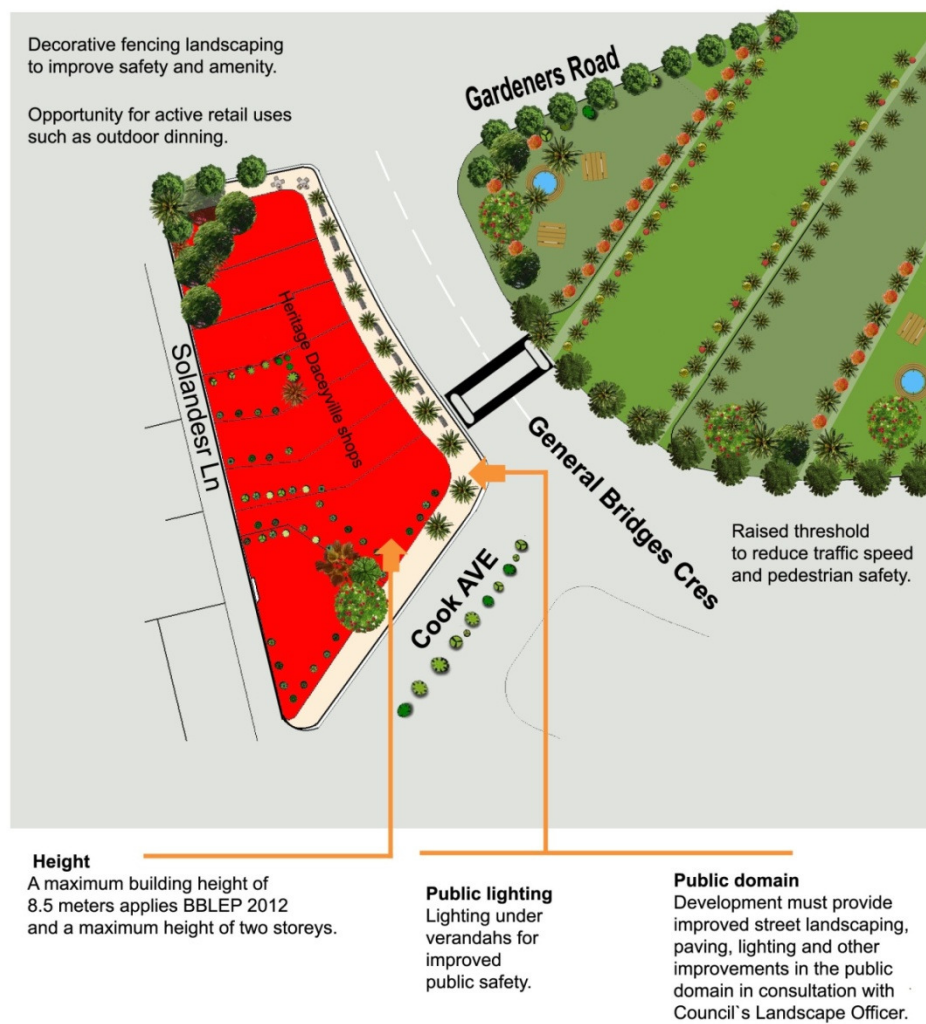 Decorative fencing landscaping
to improve safety and amenity.
Opportunity for active retail uses
such as outdoor dinning.
Gardeners Road
Heritage Daceyville shops
Solandesr Ln
General Bridges Cres
Cook AVE
Raised threshold
to reduce traffic speed
and pedestrian safety.
Height
A maximum building height of
8.5 meters applies BBLEP 2012
and a maximum height of two storeys.
Public lighting
Lighting under
verandahs for
improved
public safety.
Public domain
Development must provide
improved street landscaping,
paving, lighting and other
improvements in the public
domain in consultation with
Council`s Landscape Officer.